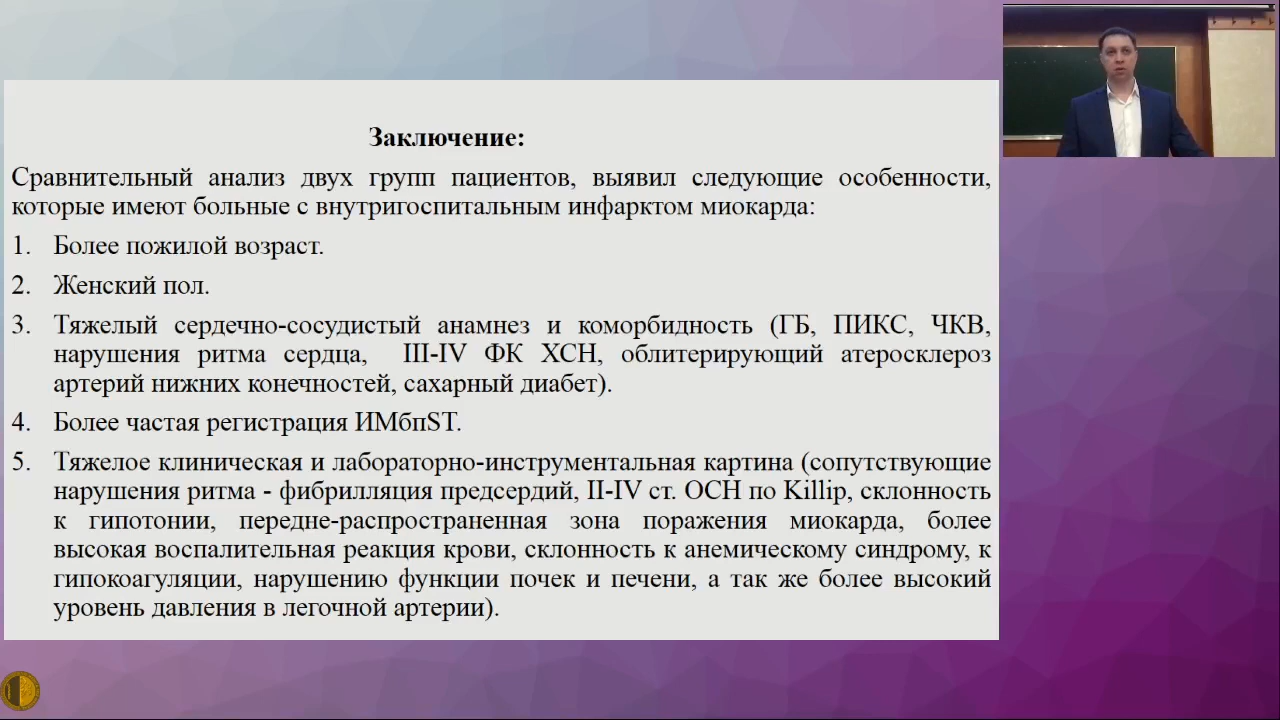 Заключение:
Сравнительный анализ двух групп пациентов, выявил следующие особенности,
которые имеют больные с внутригоспитальным инфарктом миокарда:
1. Более пожилой возраст.
2. Женский пол.
3. Тяжелый сердечно-сосудистый анамнез и коморбидность (ГБ, ПИКС, ЧКВ,
нарушения ритма сердца, III-IV ФК ХСН, облитерирующий атеросклероз
артерий нижних конечностей, сахарный диабет).
4. Более частая регистрация ИМбпST.
5. Тяжелое клиническая и лабораторно-инструментальная картина (сопутствующие
нарушения ритма - фибрилляция предсердий, II-IV ст. ОСН по Killip, склонность
к гипотонии, передне-распространенная зона поражения миокарда, более
высокая воспалительная реакция крови, склонность к анемическому синдрому, к
гипокоагуляции, нарушению функции почек и печени, а так же более высокий
уровень давления в легочной артерии).